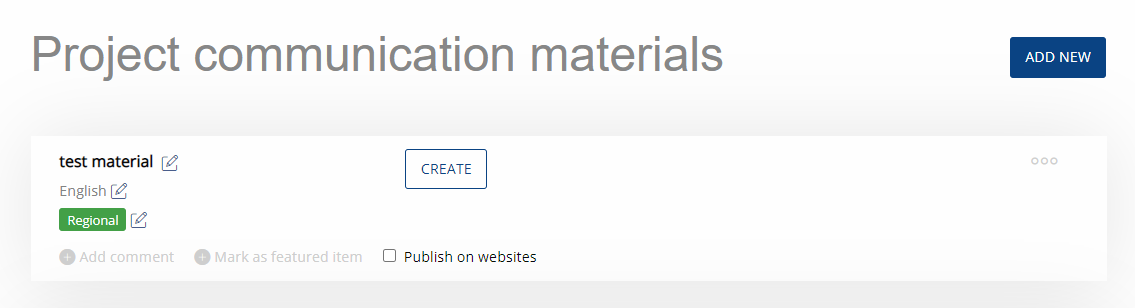 Project communication materials
ADD NEW
test material
CREATE
English
Regional
Add comment Mark as featured item Publish on websites